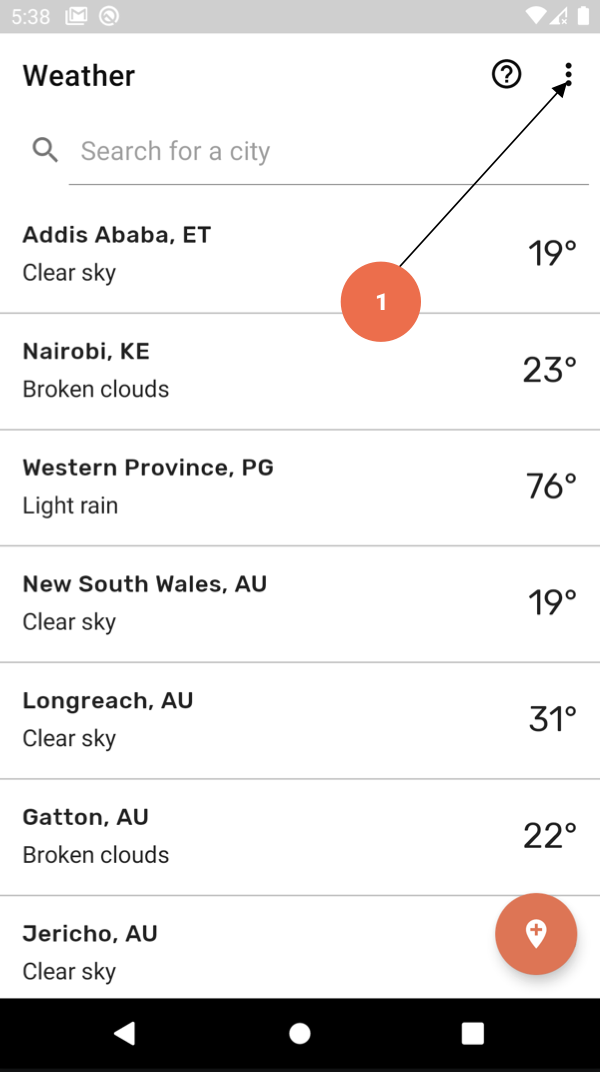 5:38
Weather
Search for a city
Addis Ababa, ET
19°
Clear sky
1
Nairobi, KE
23°
Broken clouds
Western Province, PG
76°
Light rain
New South Wales, AU
19°
Clear sky
Longreach, AU
31°
Clear sky
Gatton, AU
22°
Broken clouds
Jericho, AU
Clear sky